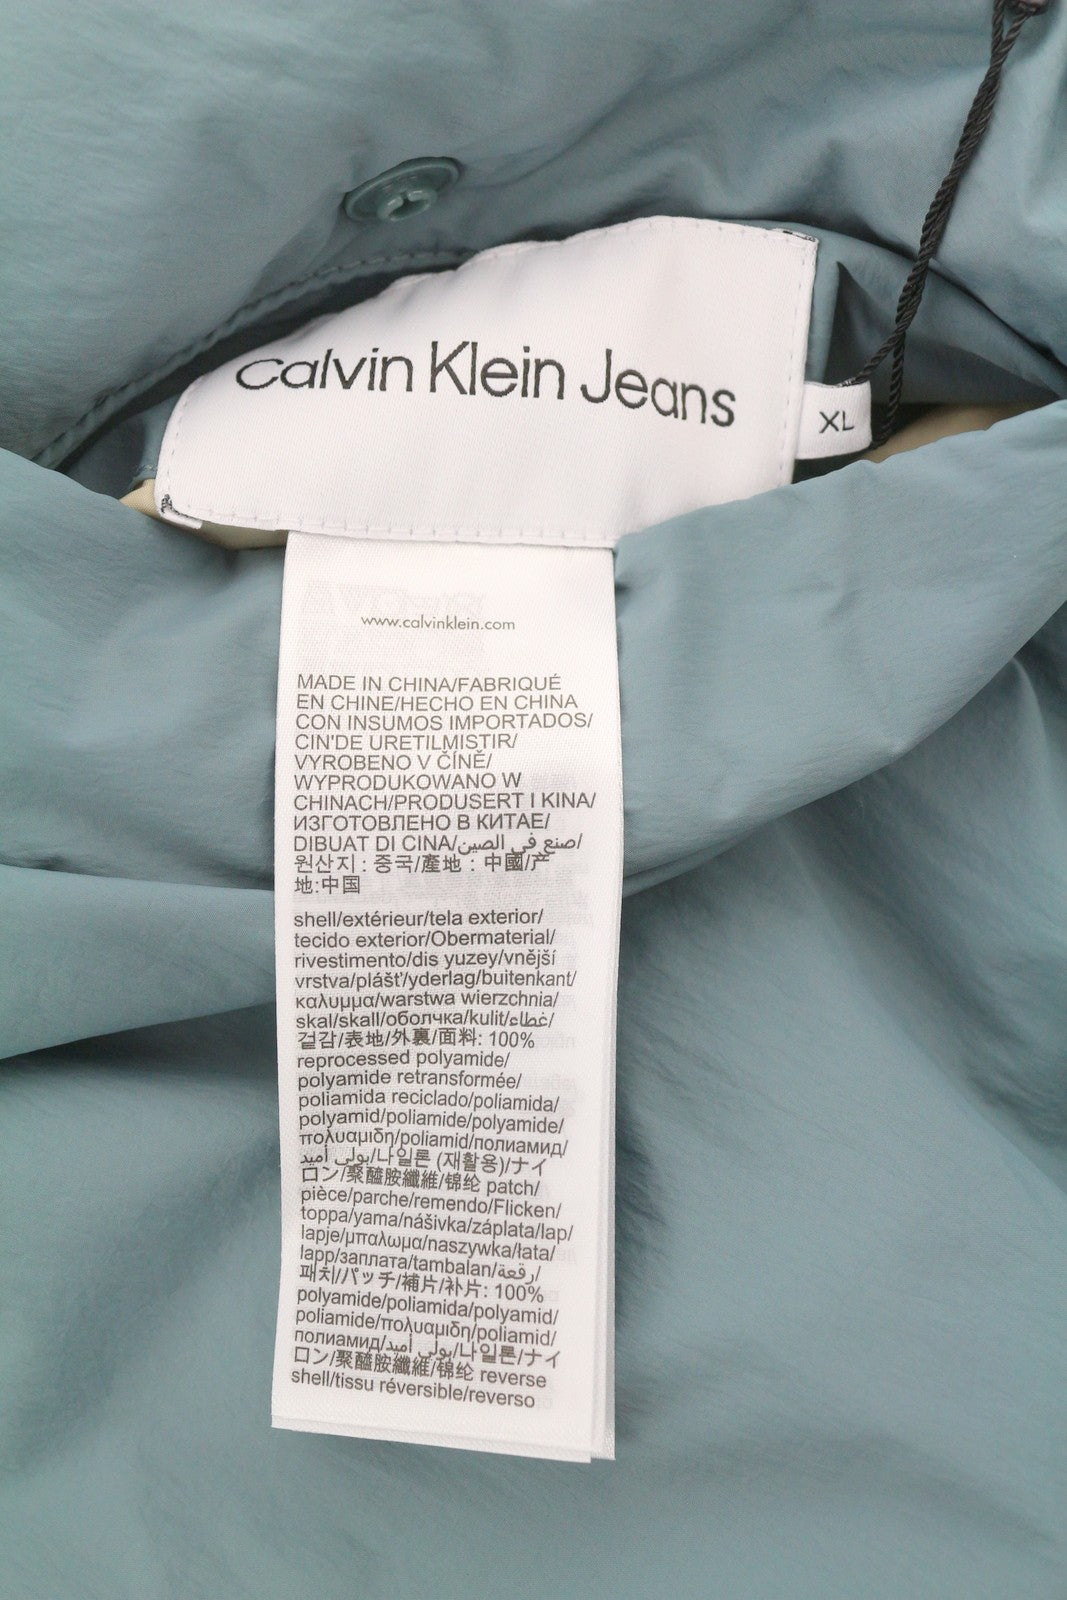 Calvin Klein Jeans
XL
www.calvinklein.com
MADE IN CHINA/FABRIQUÉ
EN CHINE/HECHO EN CHINA
CON INSUMOS IMPORTADOS/
CIN'DE URETILMISTIR/
VYROBENO V ČÍNĚ/
WYPRODUKOWANO W
CHINACH/PRODUSERT I KINA/
ИЗГОТОВЛЕНО В КИТАЕ/
DIBUAT DI CINA/صنع في الصين/
원산지 : 중국/產地 : 中國/产
地:中国
shell/extérieur/tela exterior/
tecido exterior/Obermaterial/
rivestimento/dis yuzey/vnější
vrstva/plášť/yderlag/buitenkant/
καλυμμα/warstwa wierzchnia/
skal/skall/оболчка/kulit/غطاء/
겉감/表地/外裏/面料: 100%
reprocessed polyamide/
polyamide retransformée/
poliamida reciclado/poliamida/
polyamid/poliamide/polyamide/
πολυαμιδη/poliamid/полиамид/
بولي أميد/나일론 (재활용)/ナイ
ロン/聚醯胺纖維/锦纶 patch/
pièce/parche/remendo/Flicken/
toppa/yama/nášivka/záplata/lap/
lapje/μπαλωμα/naszywka/łata/
lapp/заплата/tambalan/رقعة/
패치/パッチ/補片/补片: 100%
polyamide/poliamida/polyamid/
poliamide/πολυαμιδη/poliamid/
полиамид/بولي أميد/나일론/ナイ
ロン/聚醯胺纖維/锦纶 reverse
shell/tissu réversible/reverso